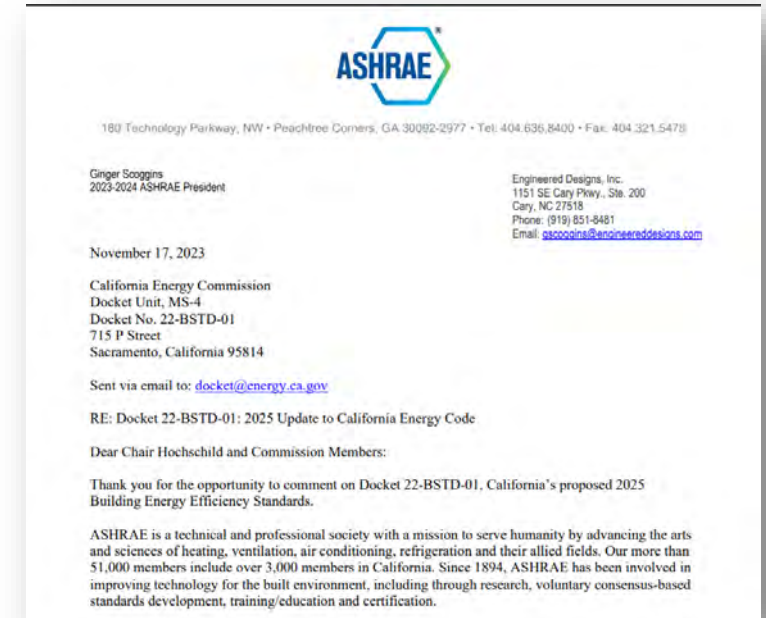 ASHRAE®
180 Technology Parkway, NW • Peachtree Corners, GA 30092-2977 • Tel: 404.636.8400 • Fax: 404.321.5478
Ginger Scoggins
2023-2024 ASHRAE President
Engineered Designs, Inc.
1151 SE Cary Pkwy., Ste. 200
Cary, NC 27518
Phone: (919) 851-8481
Email: gscoggins@engineereddesigns.com
November 17, 2023
California Energy Commission
Docket Unit, MS-4
Docket No. 22-BSTD-01
715 P Street
Sacramento, California 95814
Sent via email to: docket@energy.ca.gov
RE: Docket 22-BSTD-01: 2025 Update to California Energy Code
Dear Chair Hochschild and Commission Members:
Thank you for the opportunity to comment on Docket 22-BSTD-01, California's proposed 2025
Building Energy Efficiency Standards.
ASHRAE is a technical and professional society with a mission to serve humanity by advancing the arts
and sciences of heating, ventilation, air conditioning, refrigeration and their allied fields. Our more than
51,000 members include over 3,000 members in California. Since 1894, ASHRAE has been involved in
improving technology for the built environment, including through research, voluntary consensus-based
standards development, training/education and certification.